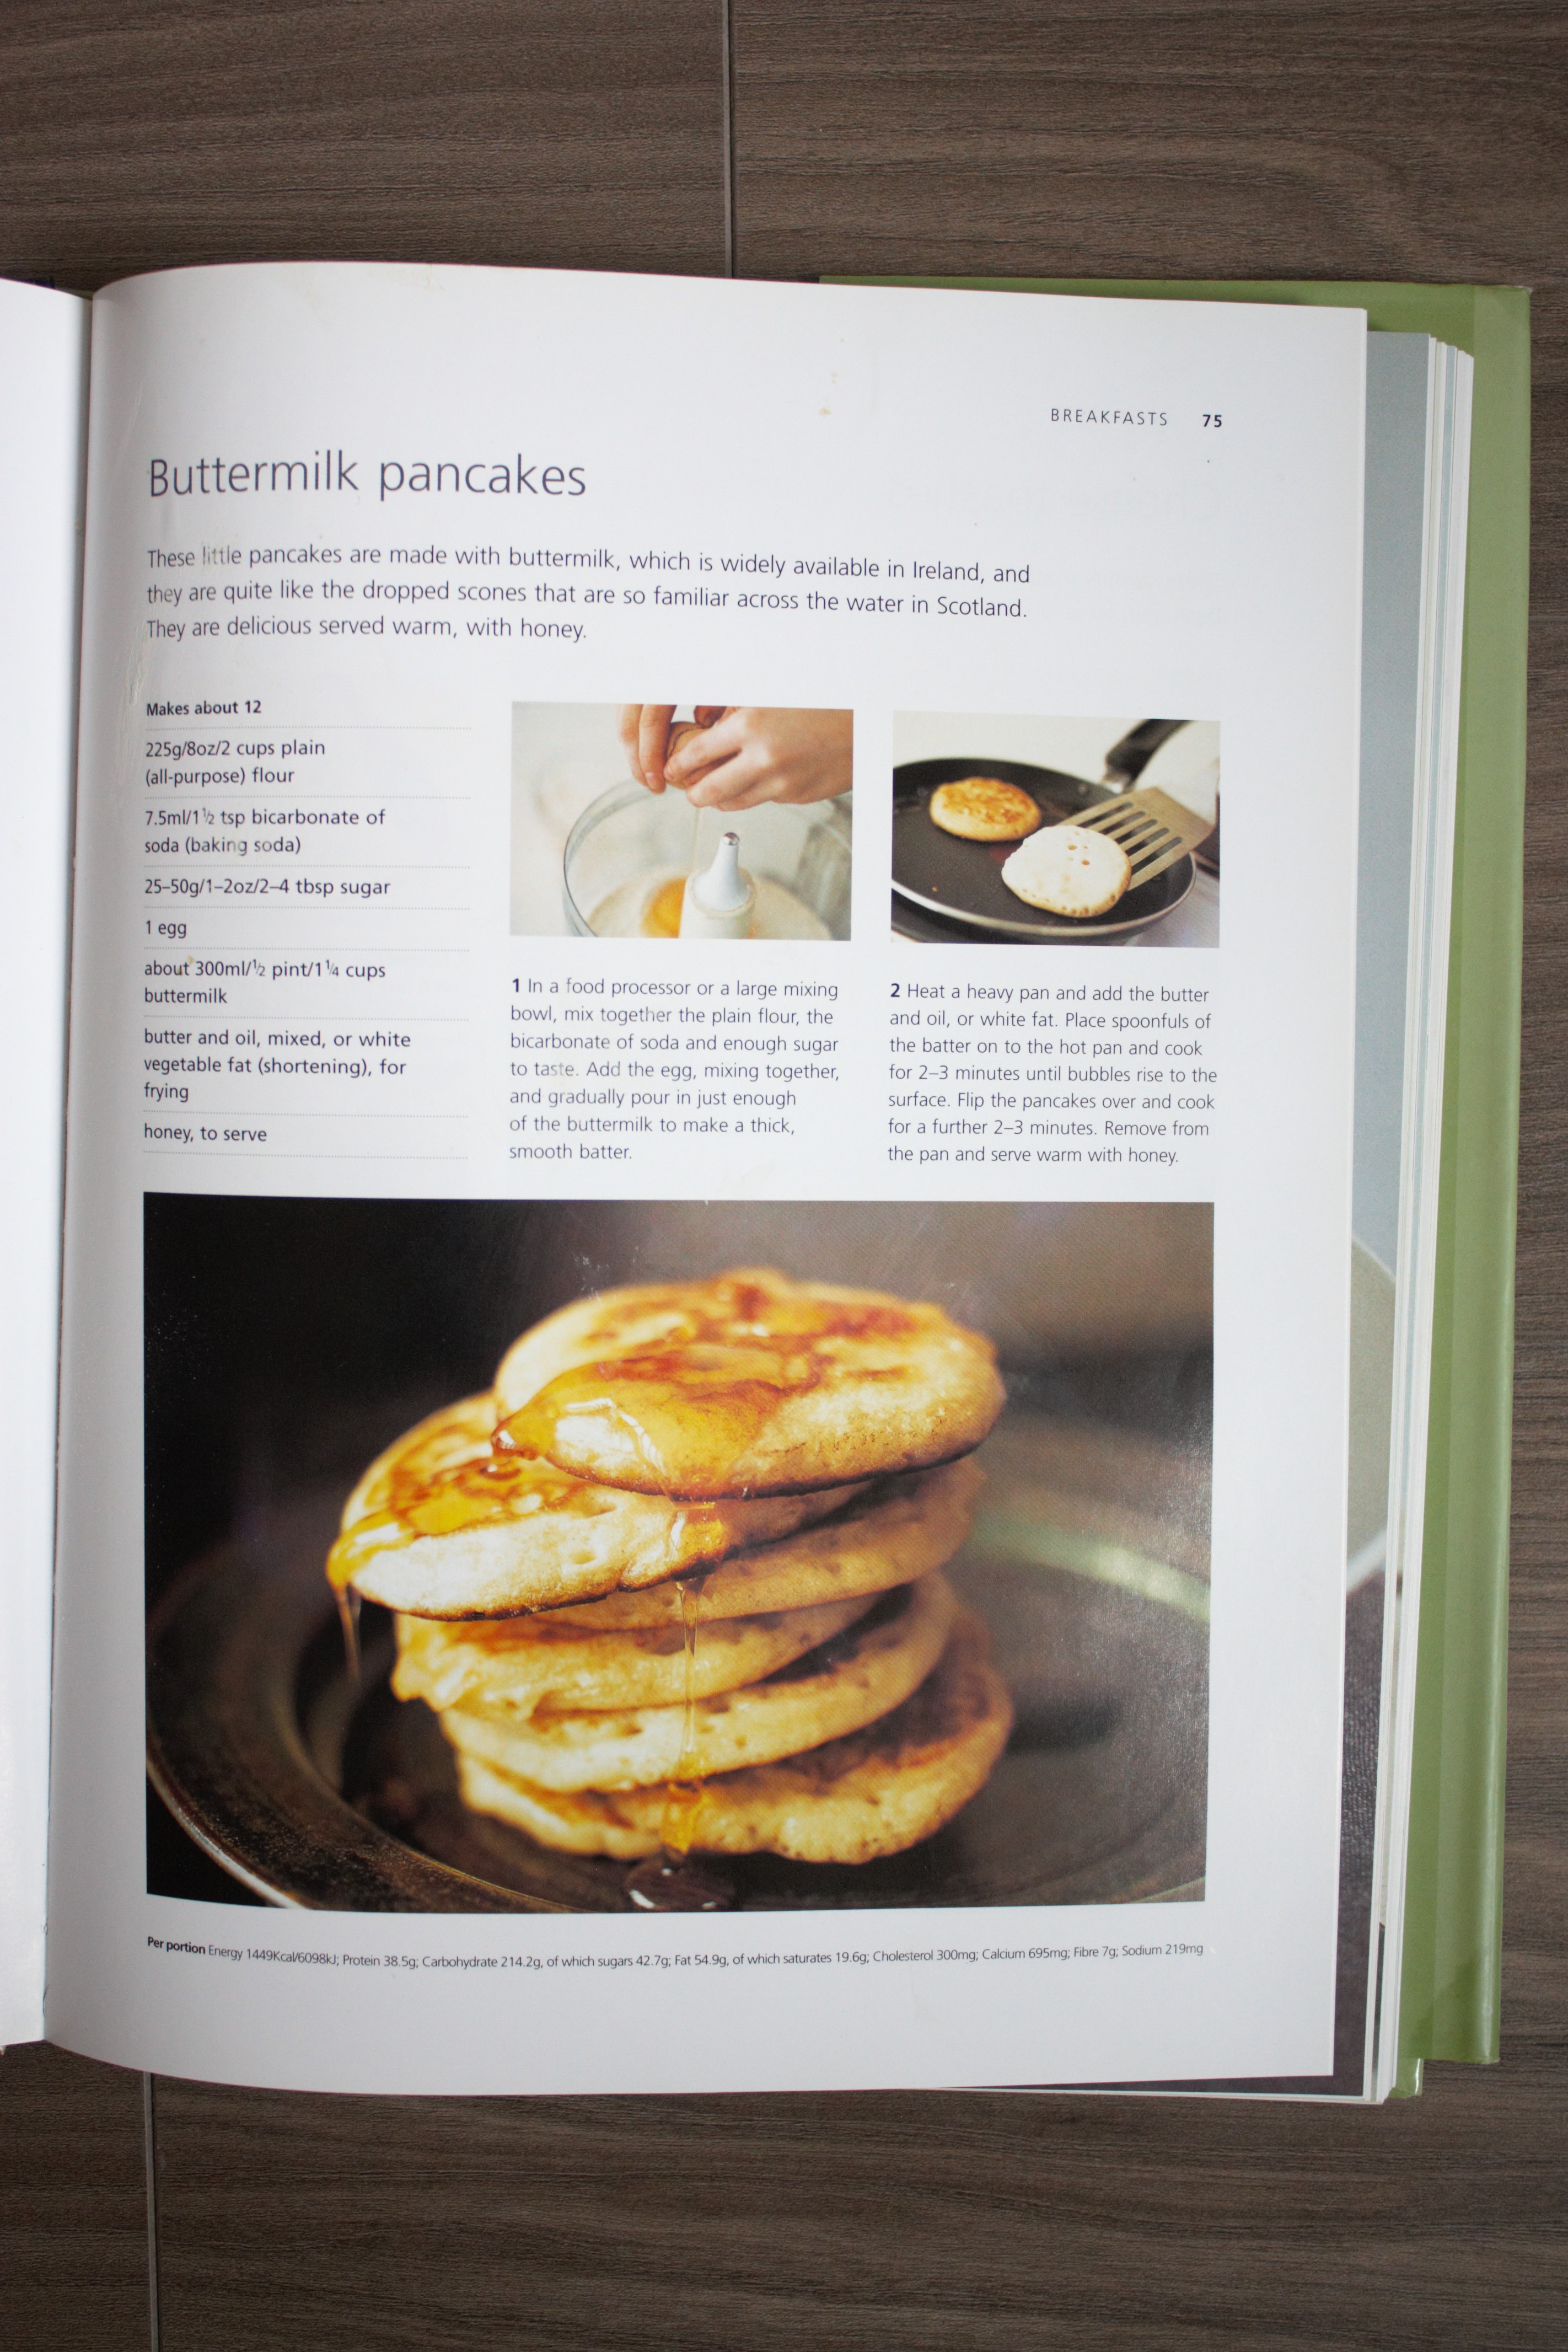 BREAKFASTS 75
Buttermilk pancakes
These little pancakes are made with buttermilk, which is widely available in Ireland, and
they are quite like the dropped scones that are so familiar across the water in Scotland.
They are delicious served warm, with honey.
Makes about 12
225g/8oz/2 cups plain
(all-purpose) flour
7.5ml/1½ tsp bicarbonate of
soda (baking soda)
25–50g/1–2oz/2–4 tbsp sugar
1 egg
about 300ml/½ pint/1¼ cups
buttermilk
butter and oil, mixed, or white
vegetable fat (shortening), for
frying
honey, to serve
1 In a food processor or a large mixing
bowl, mix together the plain flour, the
bicarbonate of soda and enough sugar
to taste. Add the egg, mixing together,
and gradually pour in just enough
of the buttermilk to make a thick,
smooth batter.
2 Heat a heavy pan and add the butter
and oil, or white fat. Place spoonfuls of
the batter on to the hot pan and cook
for 2–3 minutes until bubbles rise to the
surface. Flip the pancakes over and cook
for a further 2–3 minutes. Remove from
the pan and serve warm with honey.
Per portion Energy 1449Kcal/6098kJ; Protein 38.5g; Carbohydrate 214.2g, of which sugars 42.7g; Fat 54.9g, of which saturates 19.6g; Cholesterol 300mg; Calcium 695mg; Fibre 7g; Sodium 219mg